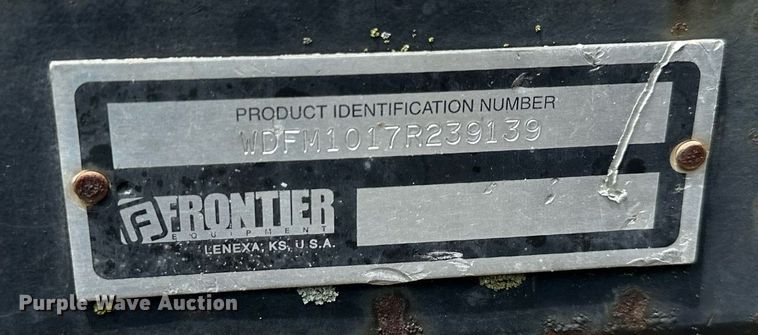 PRODUCT IDENTIFICATION NUMBER
WDFM1017R239139
FRONTIER
EQUIPMENT
LENEXA, KS, U.S.A.
Purple Wave Auction